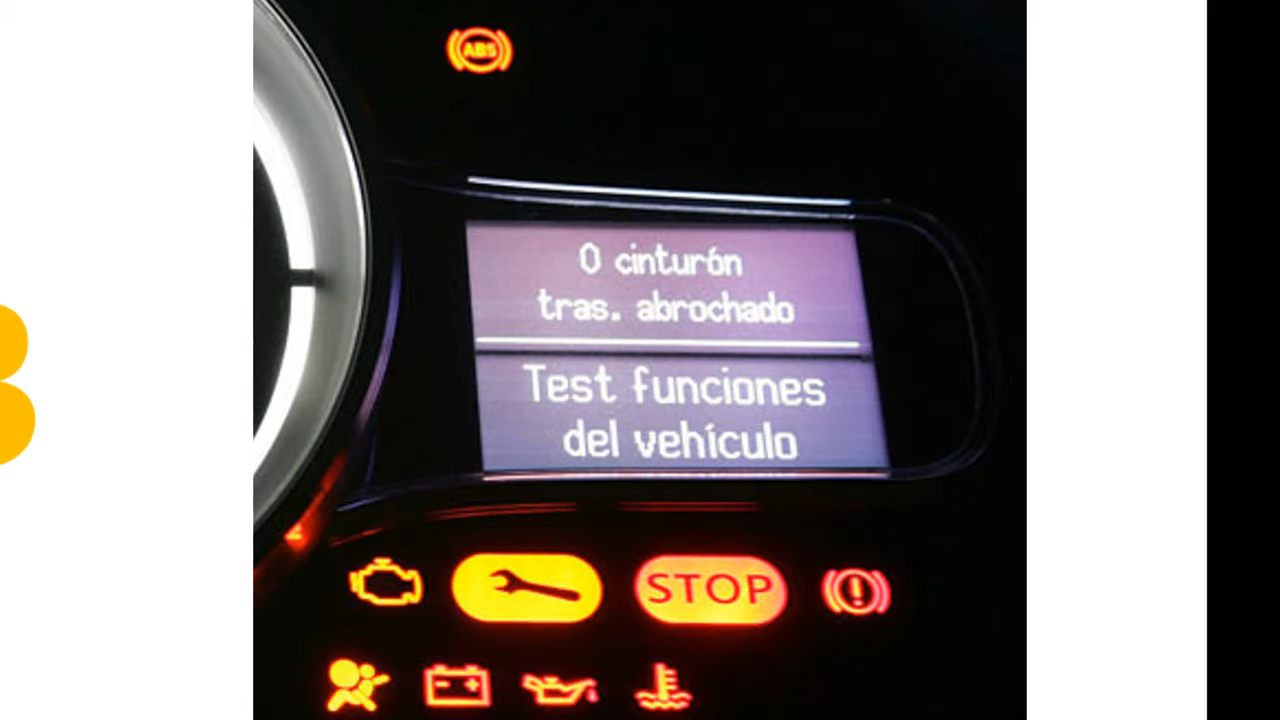 ABS
0 cinturón
tras. abrochado
Test funciones
del vehículo
STOP